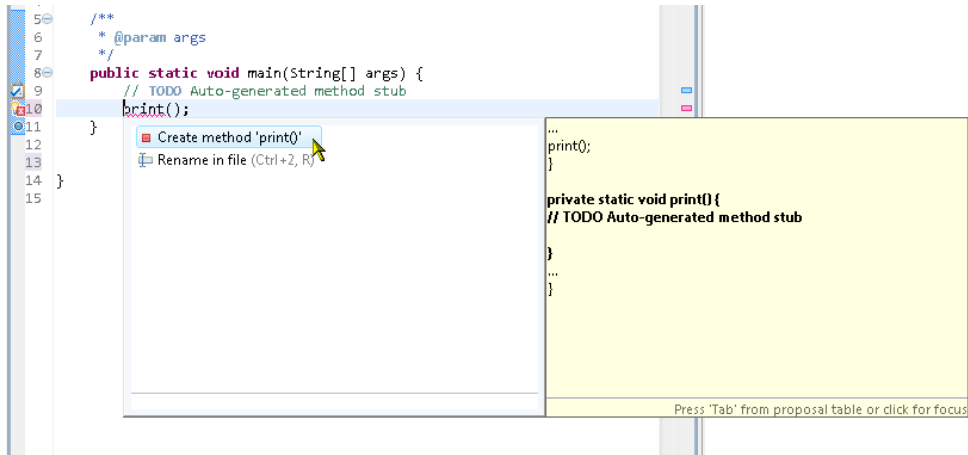 5 /**
6 * @param args
7 */
8 public static void main(String[] args) {
9 // TODO Auto-generated method stub
10 print();
11 }
12
13
14 }
15
Create method 'print()'
Rename in file (Ctrl+2, R)
...
print();
}
private static void print() {
// TODO Auto-generated method stub
}
...
}
Press 'Tab' from proposal table or click for focus